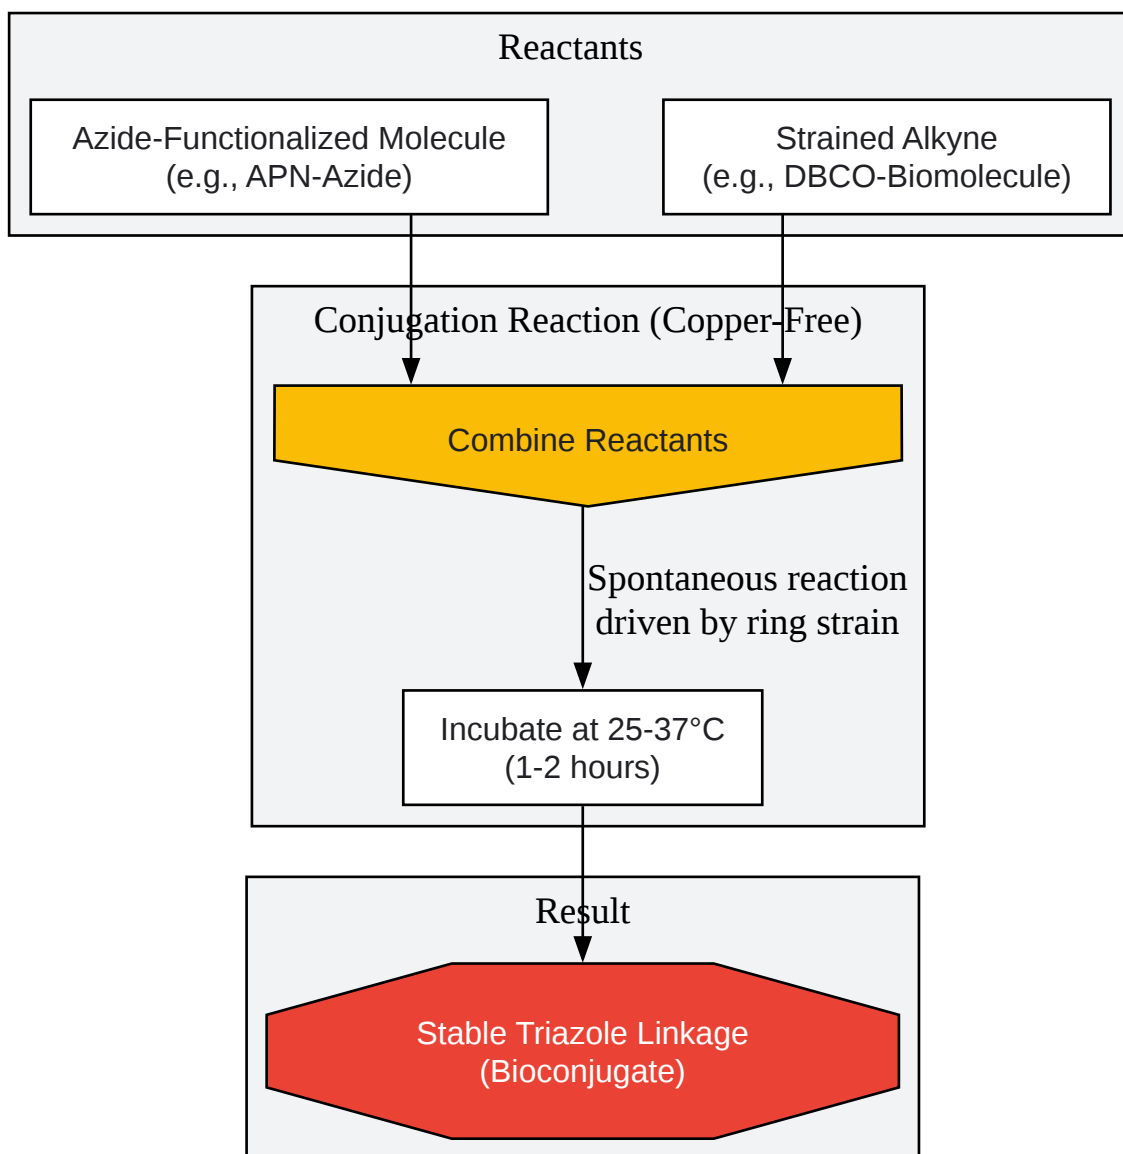 Reactants
Azide-Functionalized Molecule
(e.g., APN-Azide)
Strained Alkyne
(e.g., DBCO-Biomolecule)
Conjugation Reaction (Copper-Free)
Combine Reactants
Spontaneous reaction
driven by ring strain
Incubate at 25-37°C
(1-2 hours)
Result
Stable Triazole Linkage
(Bioconjugate)